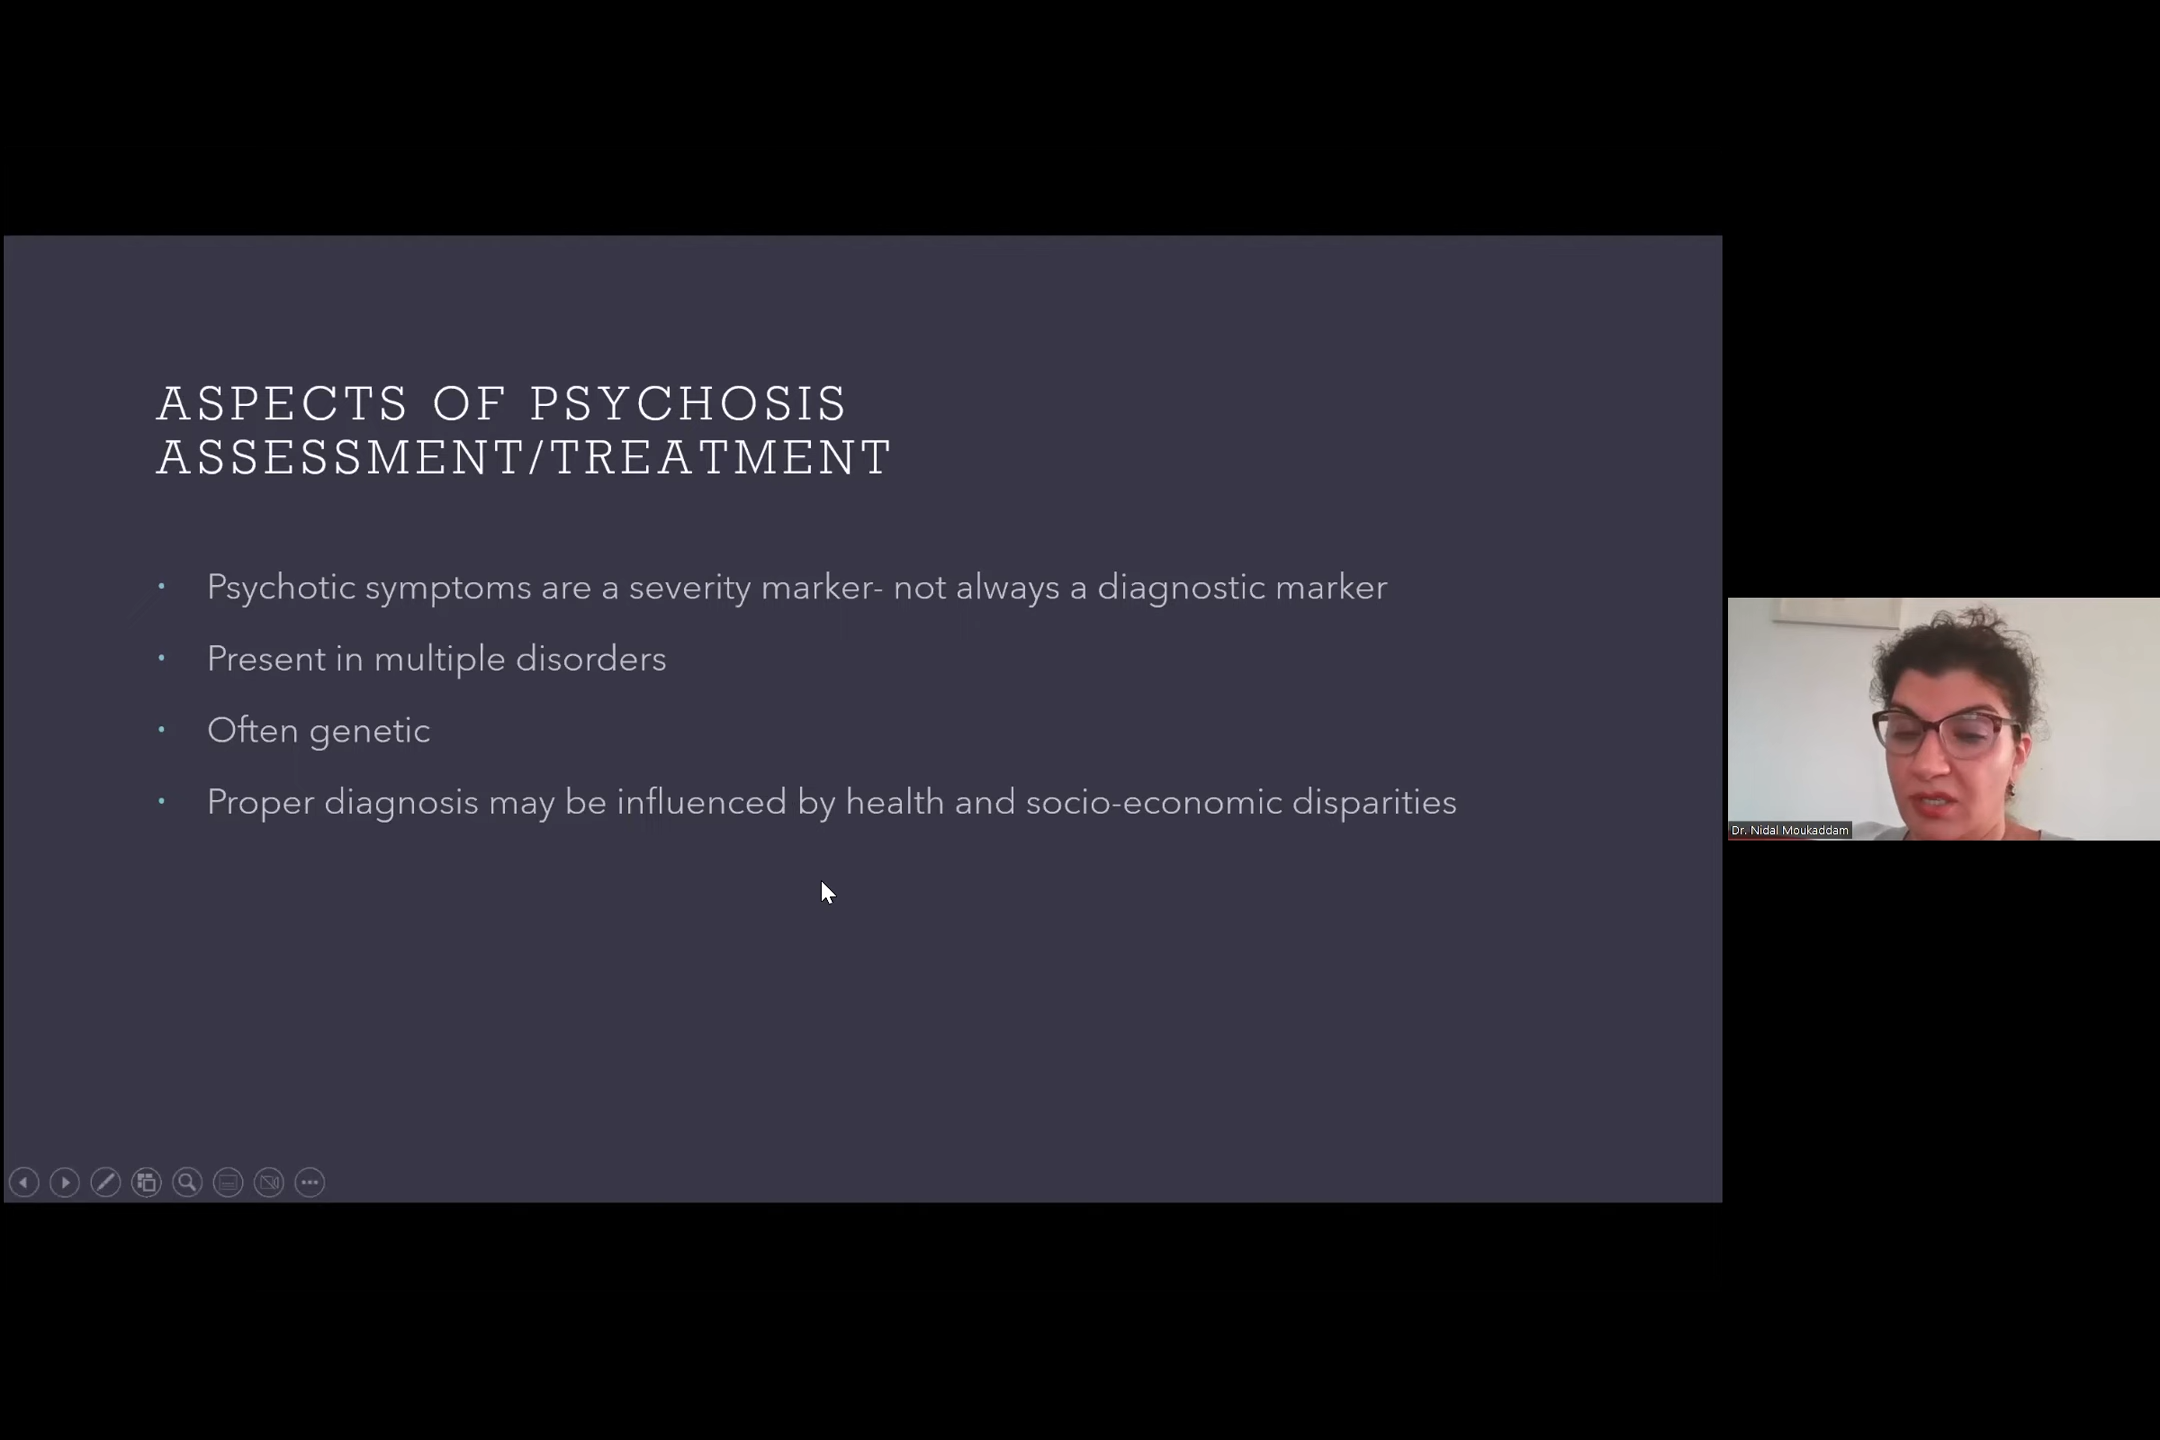 ASPECTS OF PSYCHOSIS
ASSESSMENT/TREATMENT
• Psychotic symptoms are a severity marker- not always a diagnostic marker
• Present in multiple disorders
• Often genetic
• Proper diagnosis may be influenced by health and socio-economic disparities
Dr. Nidal Moukaddam